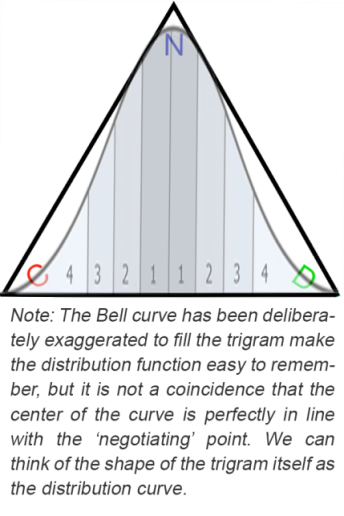 N
C 4 3 2 1 1 2 3 4 D
Note: The Bell curve has been delibera-
tely exaggerated to fill the trigram make
the distribution function easy to remem-
ber, but it is not a coincidence that the
center of the curve is perfectly in line
with the ‘negotiating’ point. We can
think of the shape of the trigram itself as
the distribution curve.